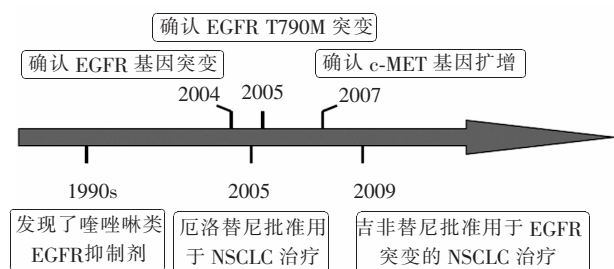 确认 EGFR T790M 突变
确认 EGFR 基因突变
确认 c-MET 基因扩增
2004
2005
2007
1990s
2005
2009
发现了喹唑啉类
EGFR抑制剂
厄洛替尼批准用
于 NSCLC 治疗
吉非替尼批准用于 EGFR
突变的 NSCLC 治疗